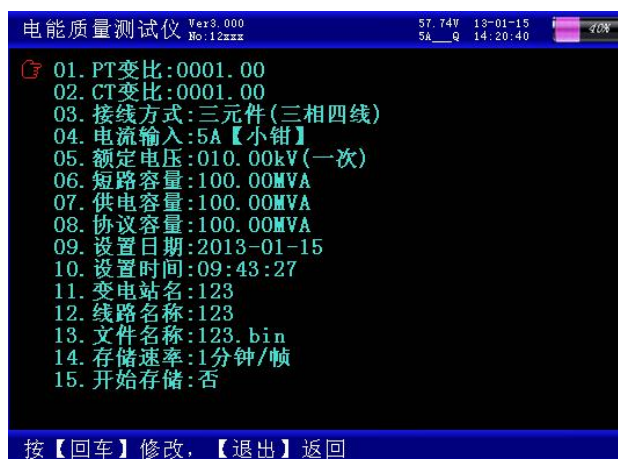 电能质量测试仪 Ver3.000
No:12xxx
57.74V 13-01-15
5A___Q 14:20:40
40%
01.PT变比:0001.00
02.CT变比:0001.00
03.接线方式:三元件(三相四线)
04.电流输入:5A【小钳】
05.额定电压:010.00kV(一次)
06.短路容量:100.00MVA
07.供电容量:100.00MVA
08.协议容量:100.00MVA
09.设置日期:2013-01-15
10.设置时间:09:43:27
11.变电站名:123
12.线路名称:123
13.文件名称:123.bin
14.存储速率:1分钟/帧
15.开始存储:否
按【回车】修改，【退出】返回